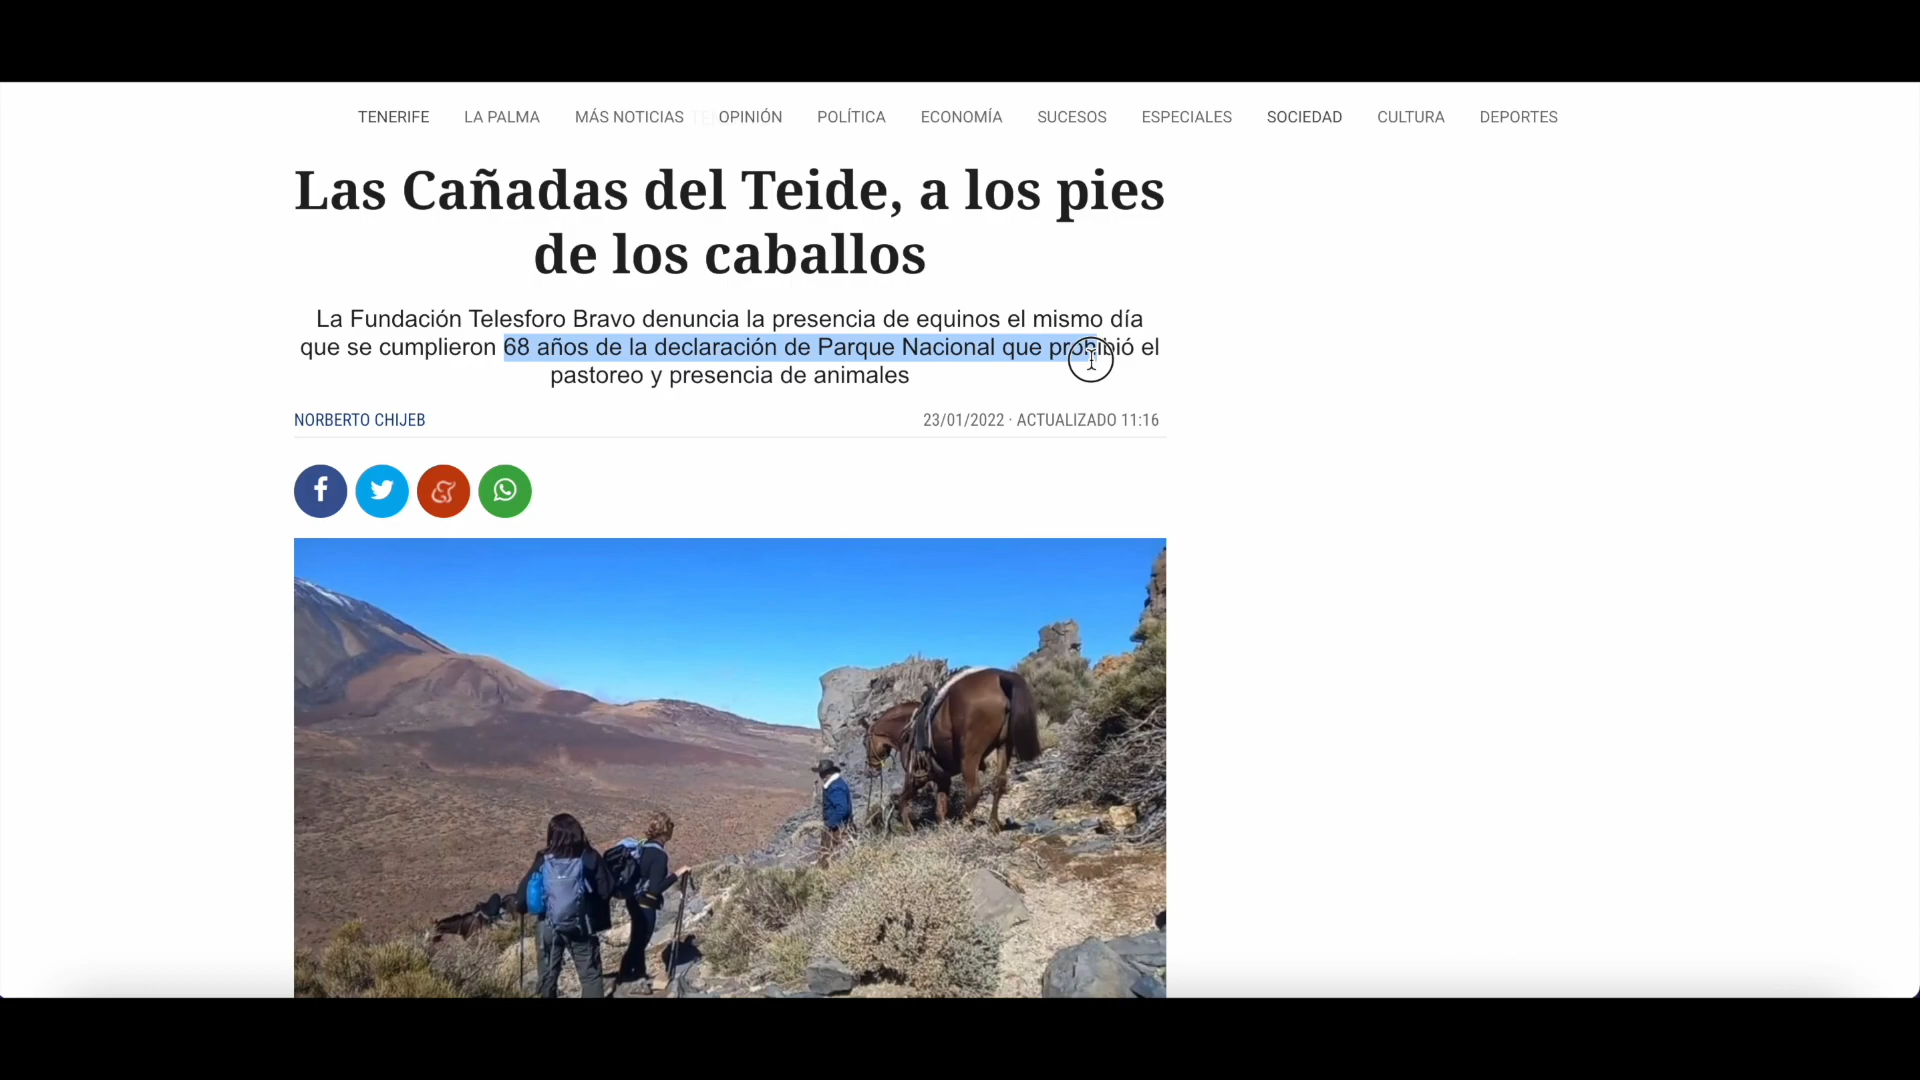 TENERIFE LA PALMA MÁS NOTICIAS OPINIÓN POLÍTICA ECONOMÍA SUCESOS ESPECIALES SOCIEDAD CULTURA DEPORTES
Las Cañadas del Teide, a los pies
de los caballos
La Fundación Telesforo Bravo denuncia la presencia de equinos el mismo día
que se cumplieron 68 años de la declaración de Parque Nacional que prohibió el
pastoreo y presencia de animales
NORBERTO CHIJEB 23/01/2022 · ACTUALIZADO 11:16